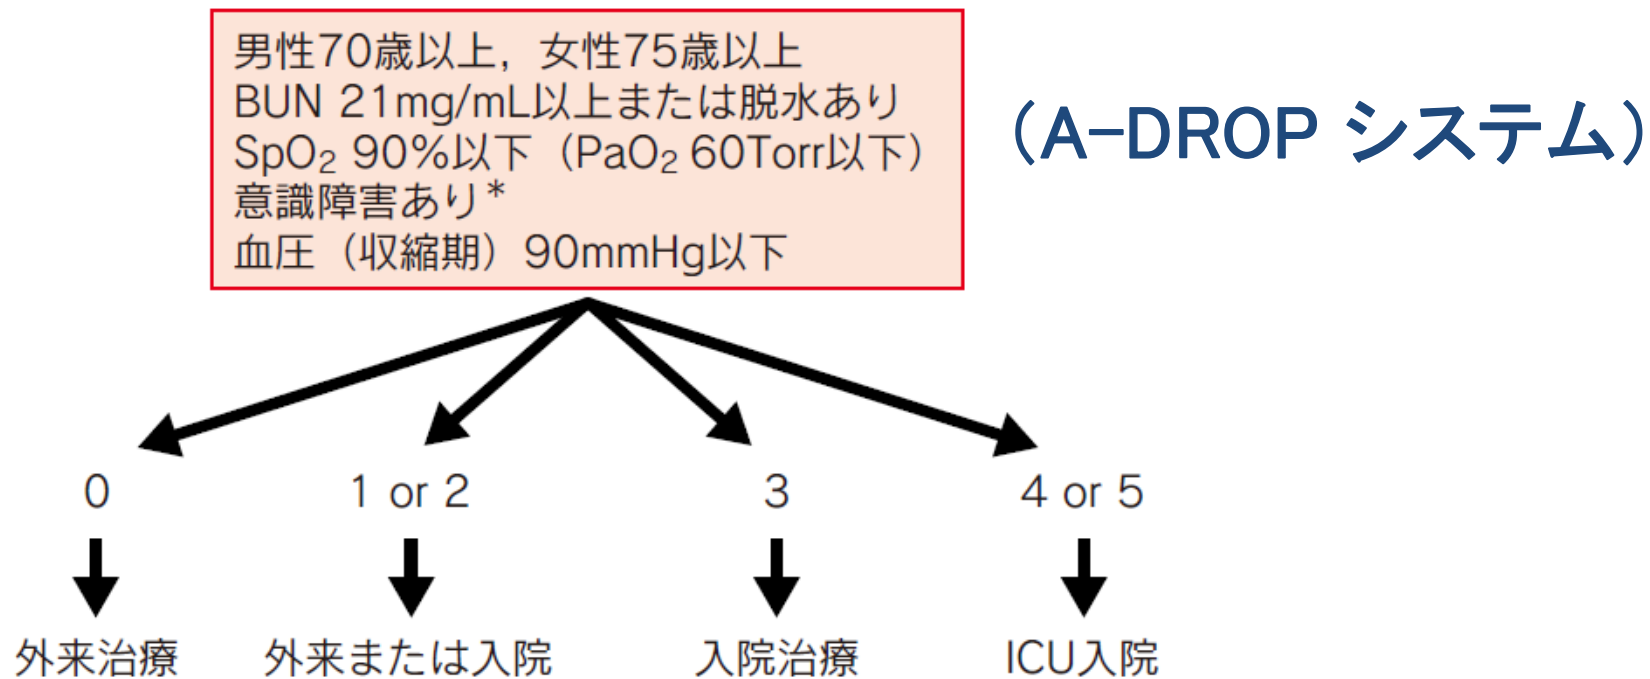 男性70歳以上，女性75歳以上
BUN 21mg/mL以上または脱水あり
SpO₂ 90%以下（PaO₂ 60Torr以下）
意識障害あり*
血圧（収縮期）90mmHg以下
（A-DROP システム）
0
1 or 2
3
4 or 5
外来治療
外来または入院
入院治療
ICU入院